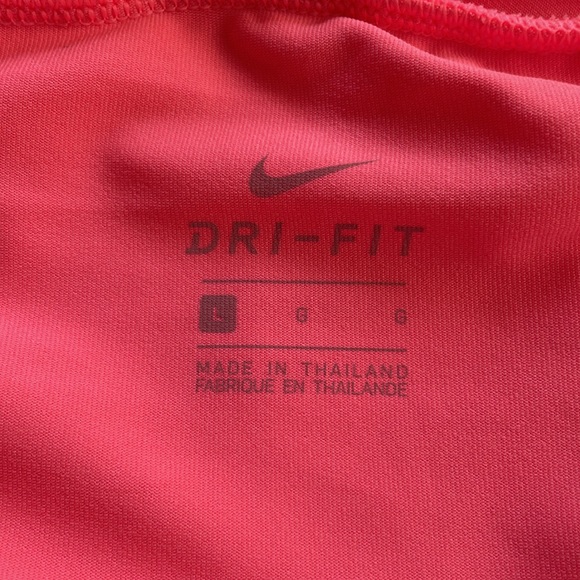 DRI-FIT
L G G
MADE IN THAILAND
FABRIQUE EN THAILANDE